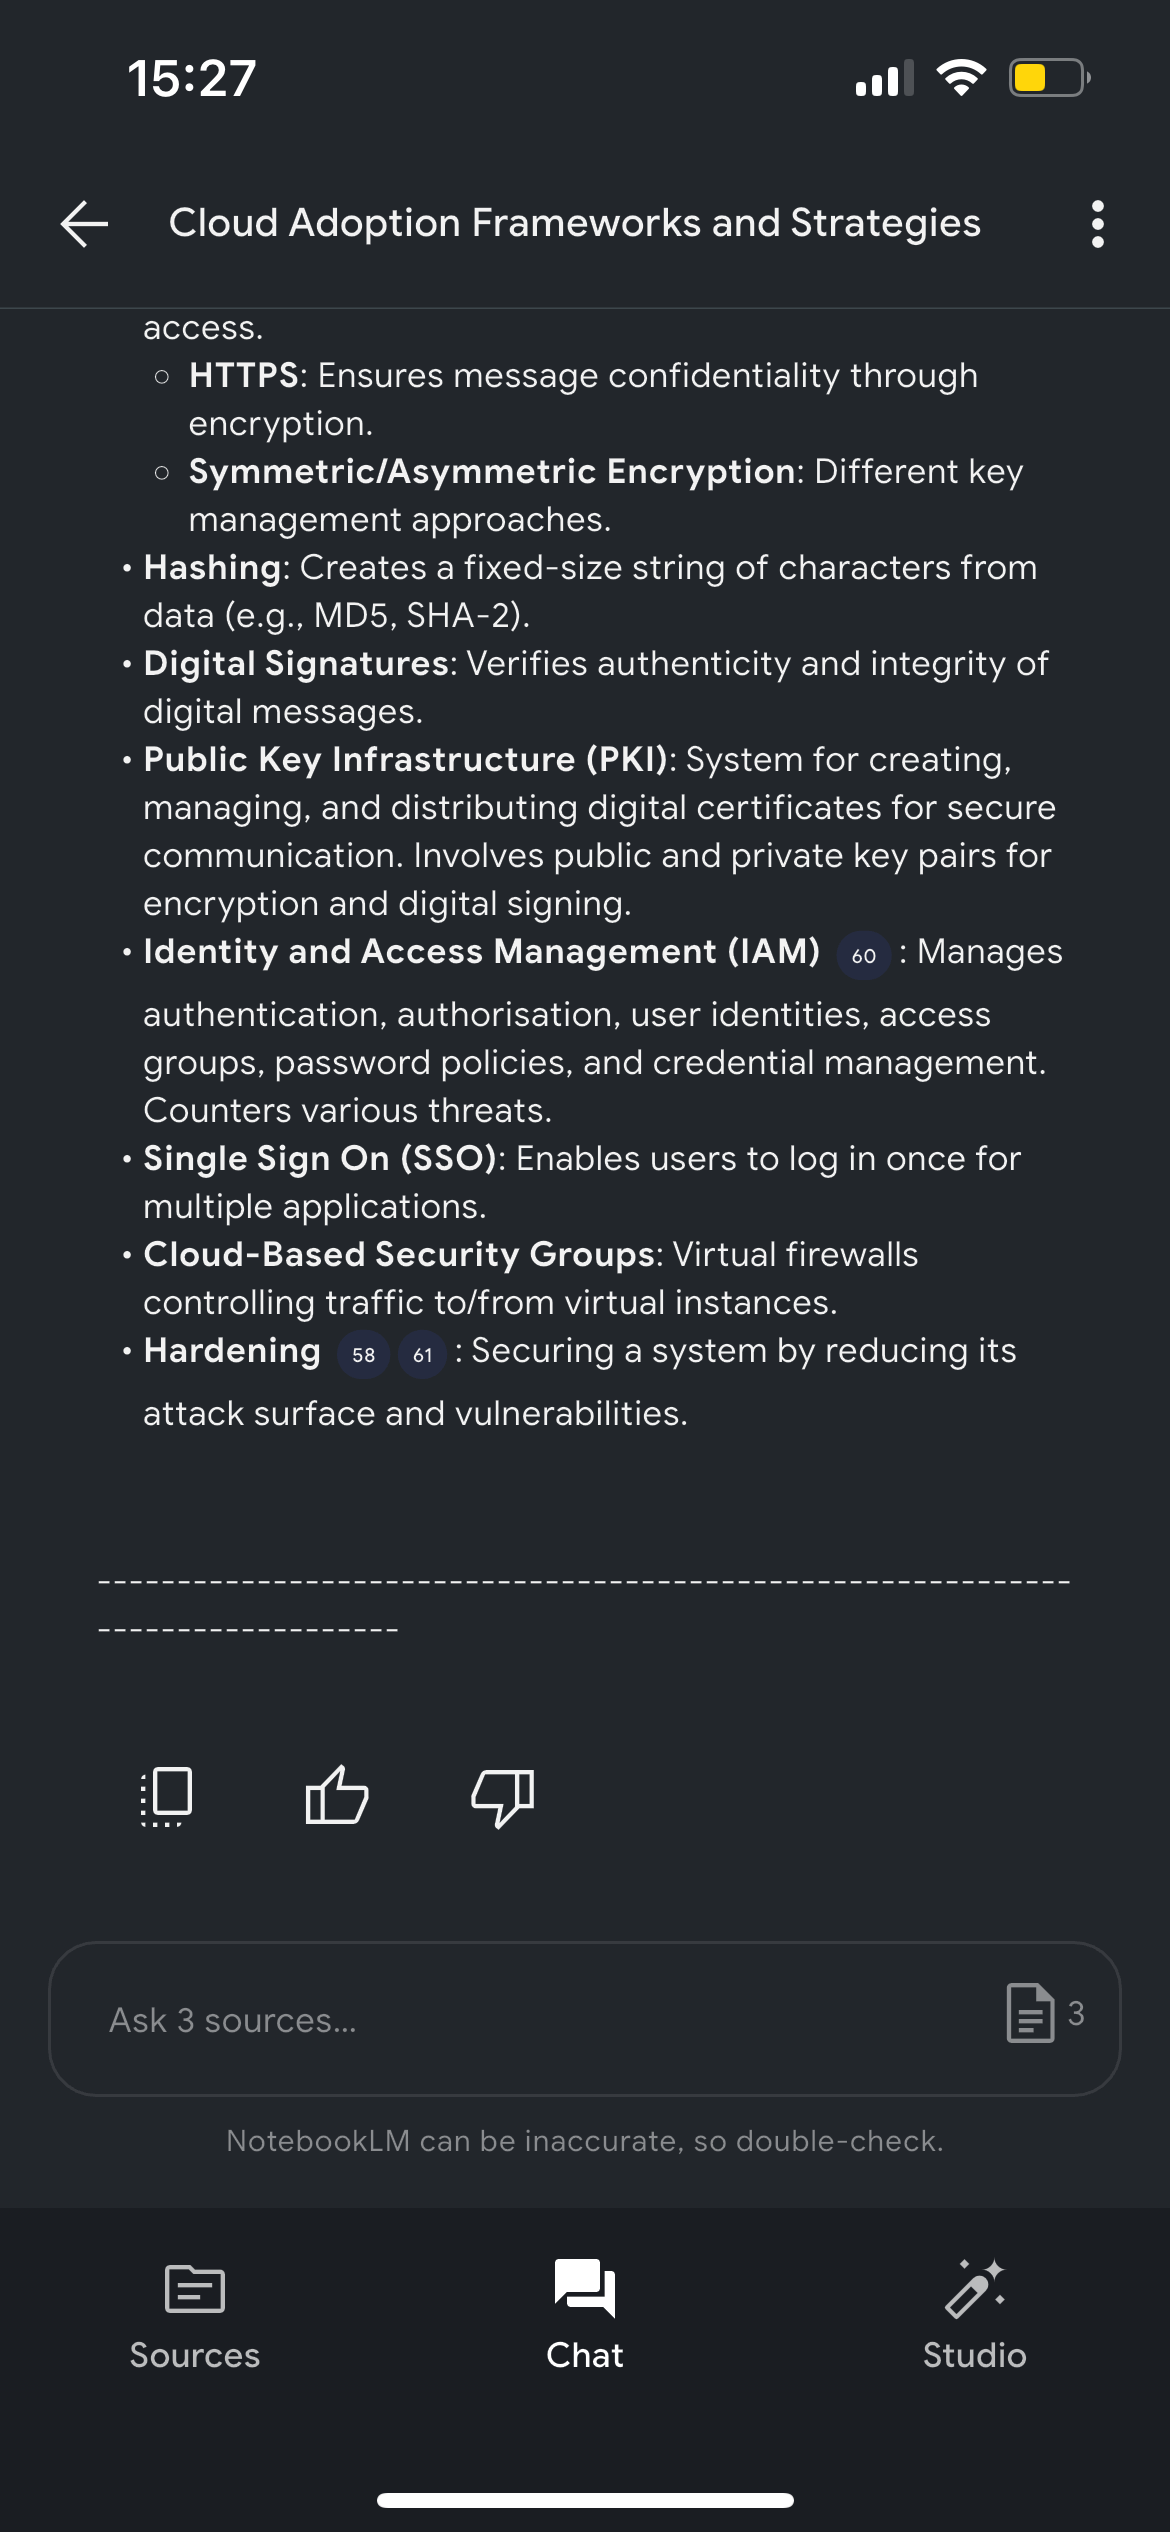 15:27
Cloud Adoption Frameworks and Strategies
access.
HTTPS: Ensures message confidentiality through
encryption.
Symmetric/Asymmetric Encryption: Different key
management approaches.
• Hashing: Creates a fixed-size string of characters from
data (e.g., MD5, SHA-2).
• Digital Signatures: Verifies authenticity and integrity of
digital messages.
• Public Key Infrastructure (PKI): System for creating,
managing, and distributing digital certificates for secure
communication. Involves public and private key pairs for
encryption and digital signing.
• Identity and Access Management (IAM) 60 : Manages
authentication, authorisation, user identities, access
groups, password policies, and credential management.
Counters various threats.
• Single Sign On (SSO): Enables users to log in once for
multiple applications.
• Cloud-Based Security Groups: Virtual firewalls
controlling traffic to/from virtual instances.
• Hardening 58 61 : Securing a system by reducing its
attack surface and vulnerabilities.
Ask 3 sources... 3
NotebookLM can be inaccurate, so double-check.
Sources Chat Studio